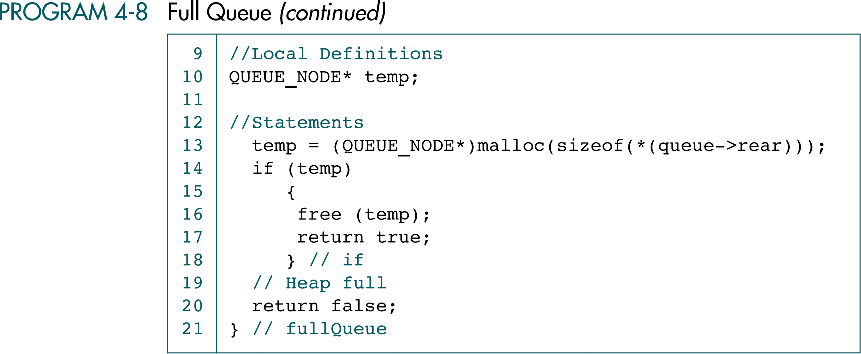 PROGRAM 4-8 Full Queue (continued)
9 //Local Definitions
10 QUEUE_NODE* temp;
11
12 //Statements
13 temp = (QUEUE_NODE*)malloc(sizeof(*(queue->rear)));
14 if (temp)
15 {
16 free (temp);
17 return true;
18 } // if
19 // Heap full
20 return false;
21 } // fullQueue